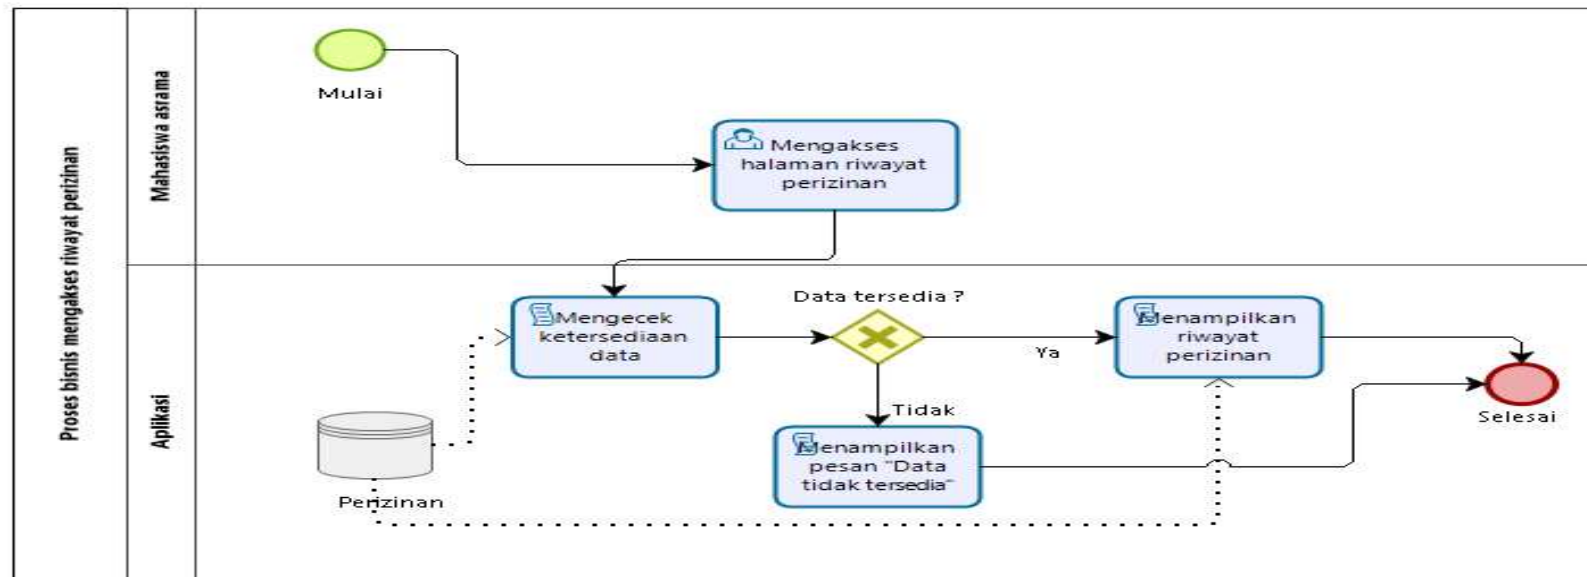 Proses bisnis mengakses riwayat perizinan
Mahasiswa asrama
Mulai
Mengakses
halaman riwayat
perizinan
Aplikasi
Mengecek
ketersediaan
data
Data tersedia ?
Ya
Menampilkan
riwayat
perizinan
Tidak
Menampilkan
pesan "Data
tidak tersedia"
Selesai
Perizinan